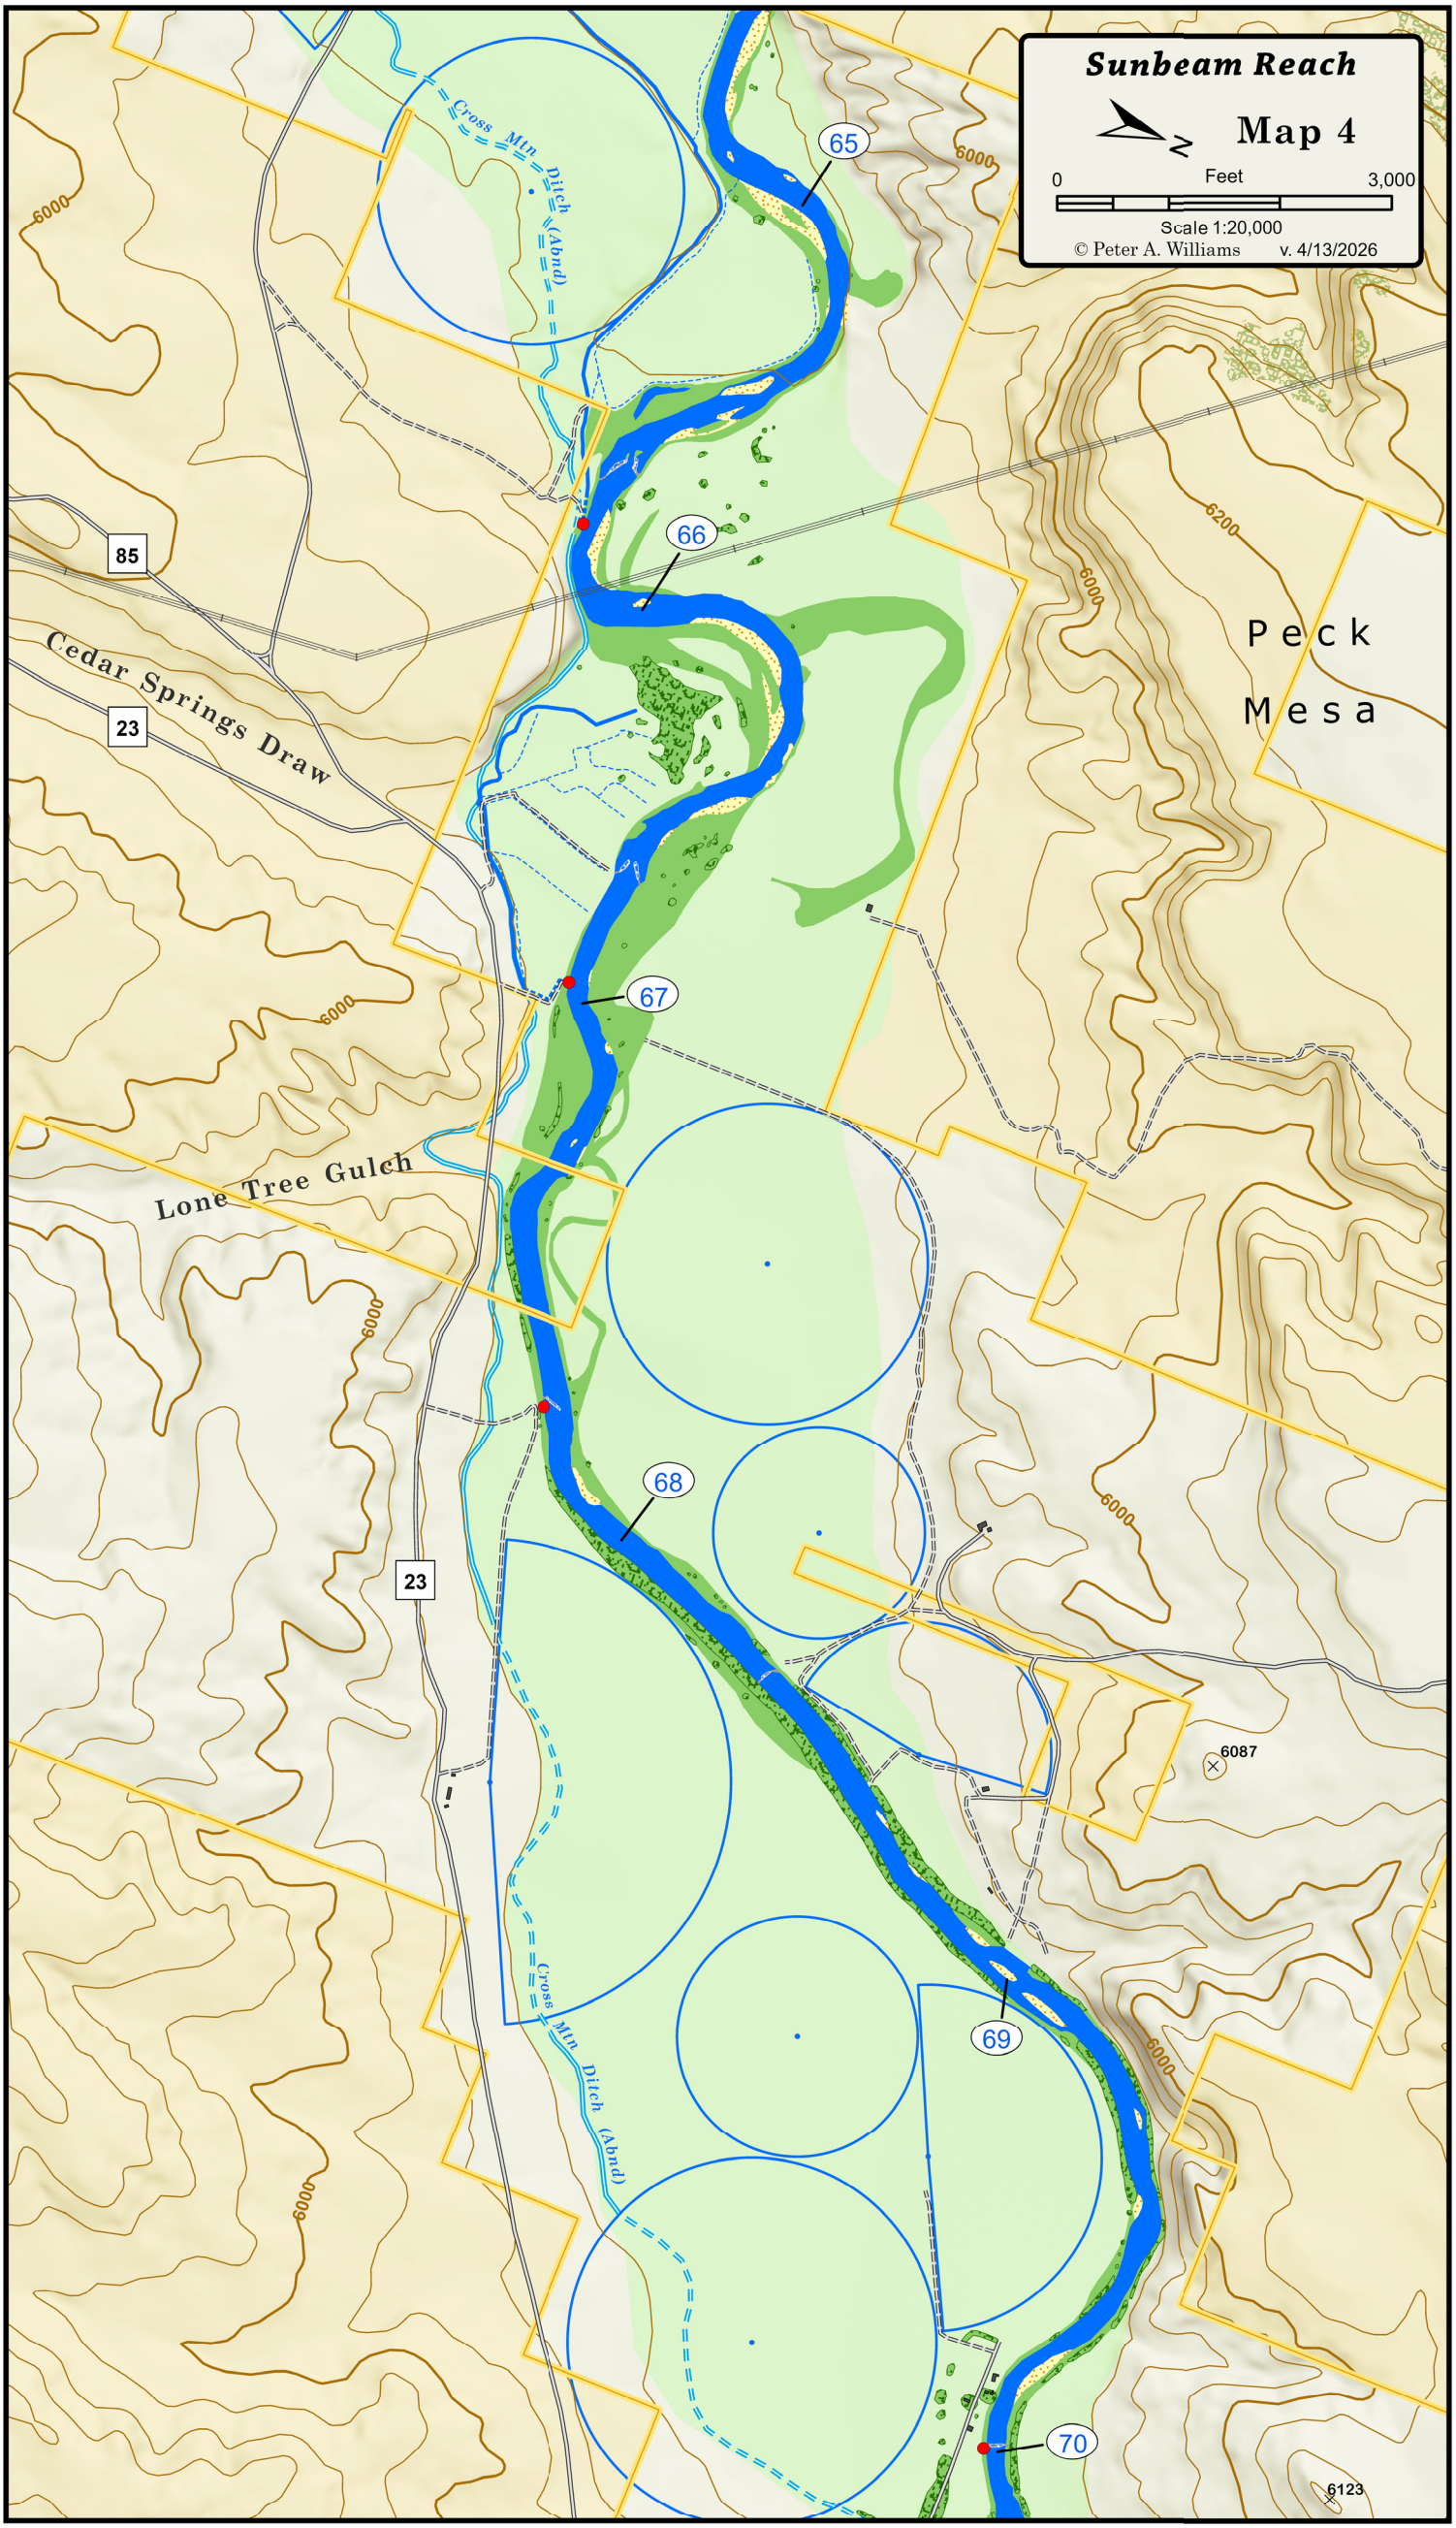 Sunbeam Reach
N
Map 4
Feet
0
3,000
Scale 1:20,000
© Peter A. Williams
v. 4/13/2026
Cross Mtn Ditch (Abnd)
65
6000
6000
6200
66
85
6000
Peck
Mesa
Cedar Springs Draw
23
67
6000
Lone Tree Gulch
6000
68
6000
23
6087
Cross Mtn Ditch (Abnd)
69
6000
6000
70
6123